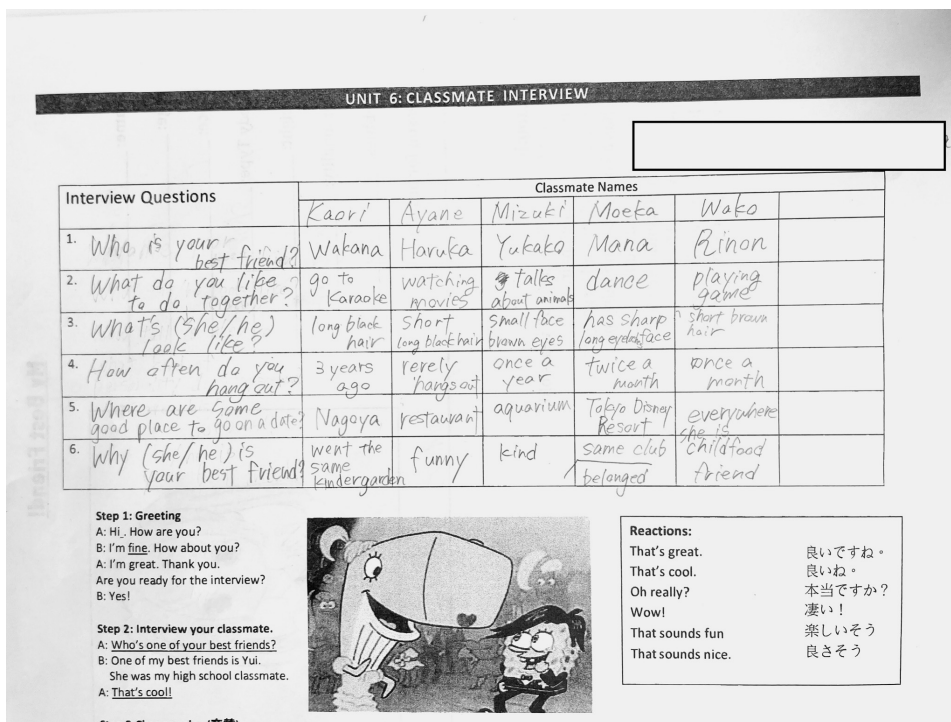 UNIT 6: CLASSMATE INTERVIEW
Interview Questions
Classmate Names
Kaori Ayane Mizuki Moeka Wako
1. Who is your best friend? Wakana Haruka Yukako Mana Rinon
2. What do you like to do together? go to karaoke watching movies talks about animals dance playing game
3. What's (she/he) look like? long black hair short long black hair small face brown eyes has sharp long face short brown hair
4. How often do you hang out? 3 years ago rerely hangs out once a year twice a month once a month
5. Where are some good place to go on a date? Nagoya restaurant aquarium Tokyo Disney Resort everywhere
6. Why (she/he) is your best friend? went the same kindergarden funny kind same club belonged she is childfood friend
Step 1: Greeting
A: Hi . How are you?
B: I'm fine. How about you?
A: I'm great. Thank you.
Are you ready for the interview?
B: Yes!
Step 2: Interview your classmate.
A: Who's one of your best friends?
B: One of my best friends is Yui.
She was my high school classmate.
A: That's cool!
Reactions:
That's great. 良いですね。
That's cool. 良いね。
Oh really? 本当ですか？
Wow! 凄い！
That sounds fun 楽しいそう
That sounds nice. 良さそう